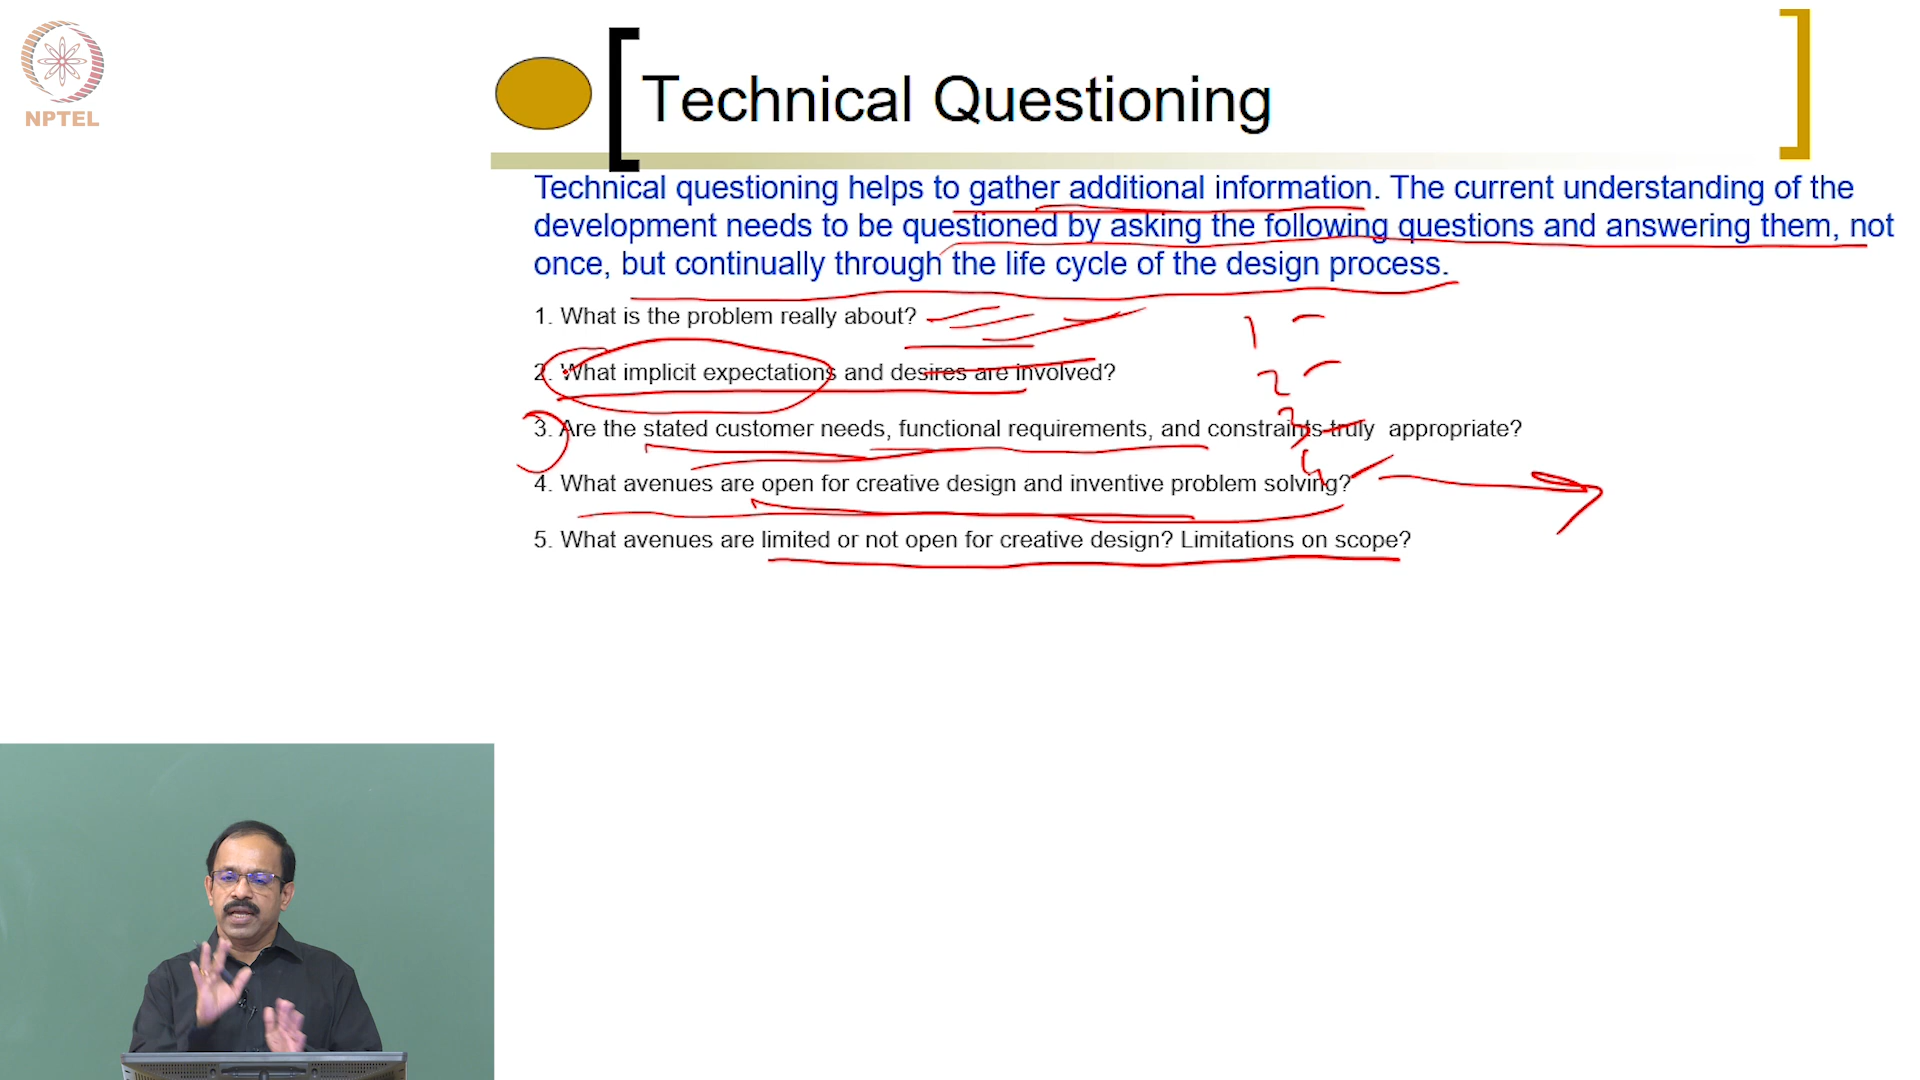 NPTEL
Technical Questioning
Technical questioning helps to gather additional information. The current understanding of the
development needs to be questioned by asking the following questions and answering them, not
once, but continually through the life cycle of the design process.
1. What is the problem really about?
1
2. What implicit expectations and desires are involved?
2
3. Are the stated customer needs, functional requirements, and constraints truly appropriate?
3
4. What avenues are open for creative design and inventive problem solving?
4
5. What avenues are limited or not open for creative design? Limitations on scope?